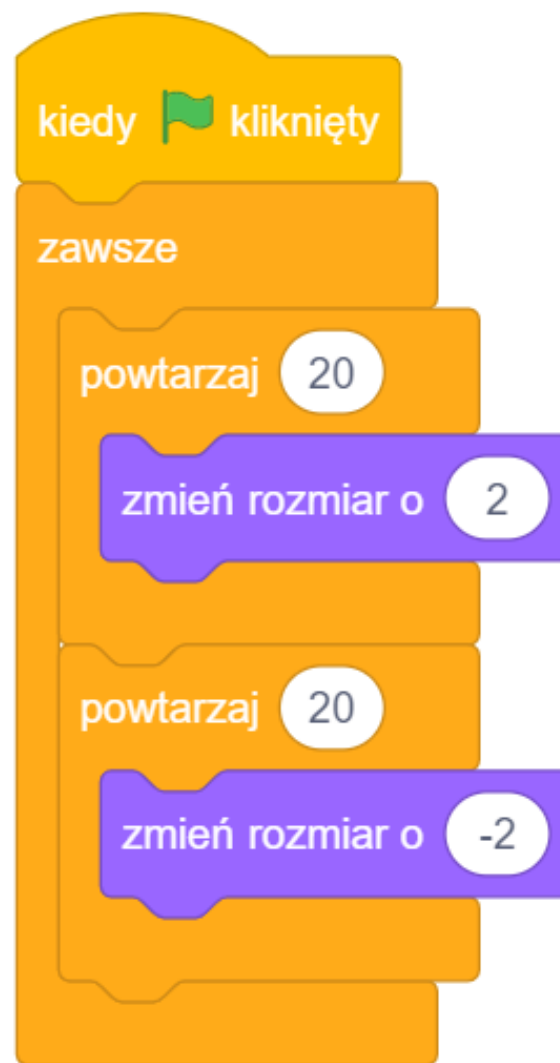 kiedy kliknięty
zawsze
powtarzaj 20
zmień rozmiar o 2
powtarzaj 20
zmień rozmiar o -2